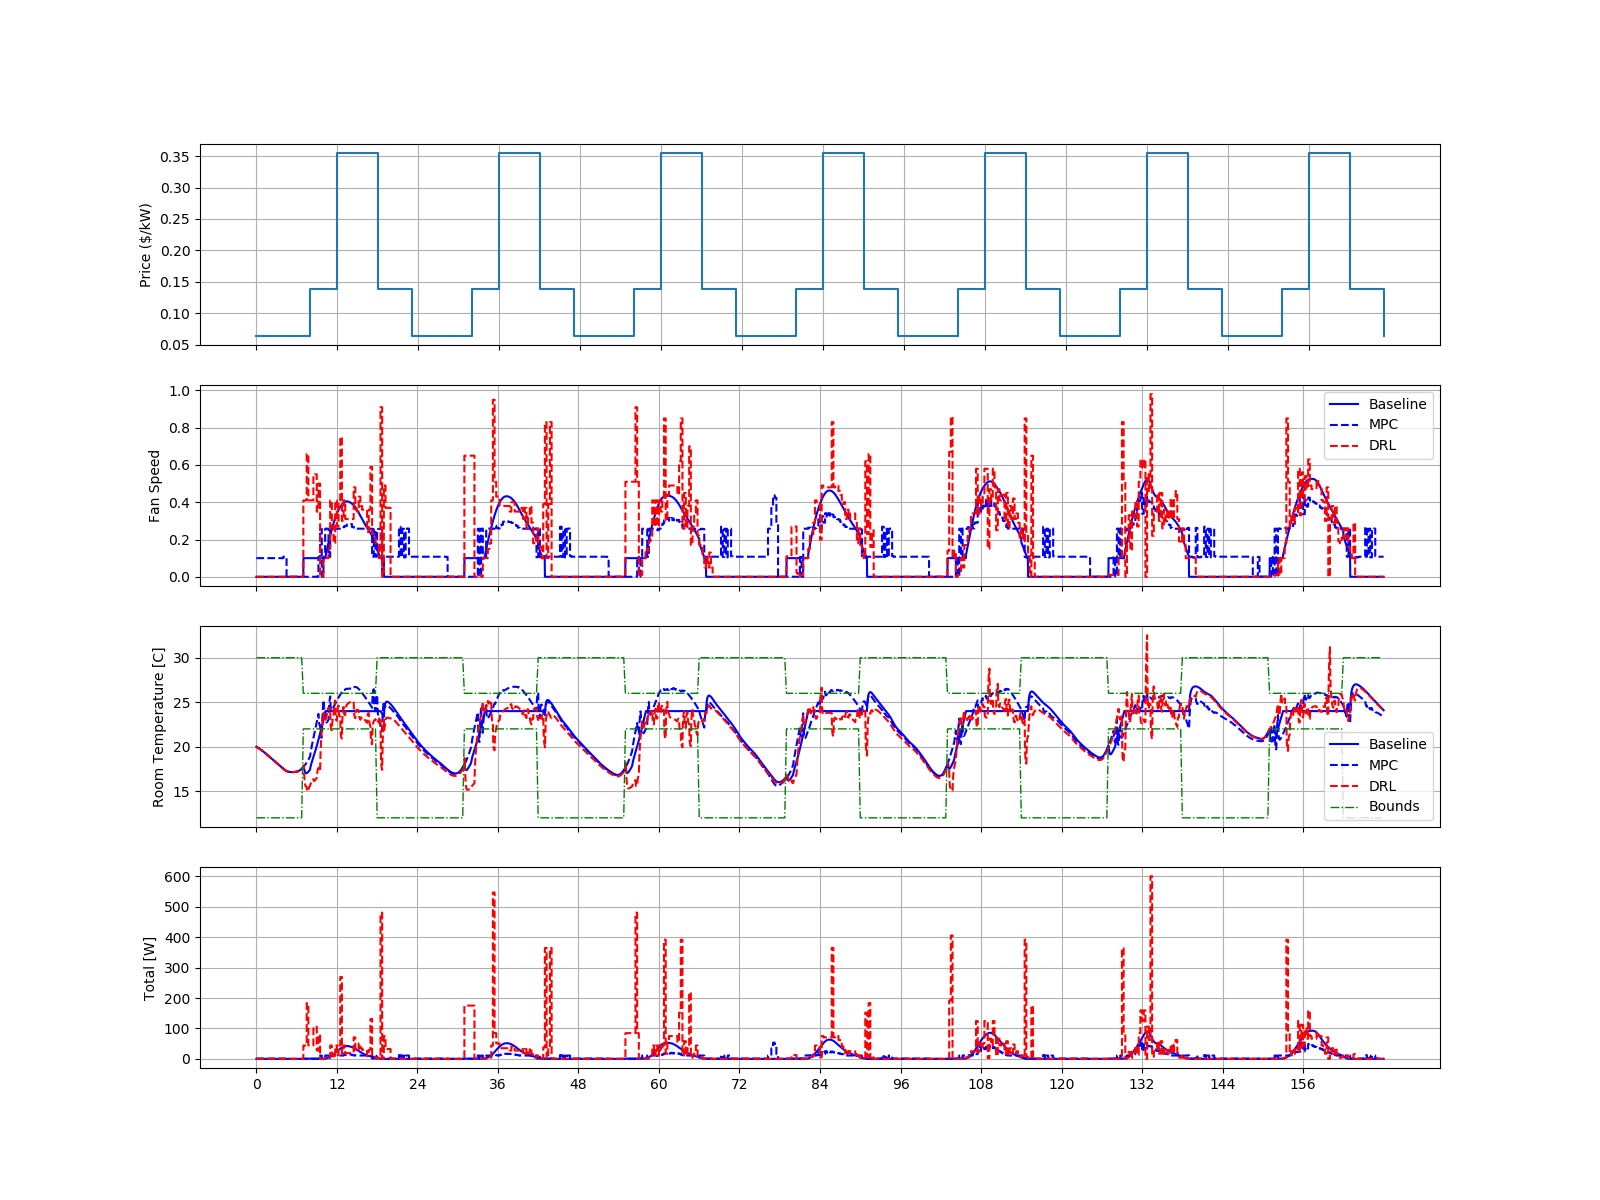 0.35
0.30
0.25
0.20
0.15
0.10
0.05
Price ($/kW)
1.0
0.8
0.6
0.4
0.2
0.0
Fan Speed
Baseline
MPC
DRL
30
25
20
15
Room Temperature [C]
Baseline
MPC
DRL
Bounds
600
500
400
300
200
100
0
Total [W]
0 12 24 36 48 60 72 84 96 108 120 132 144 156